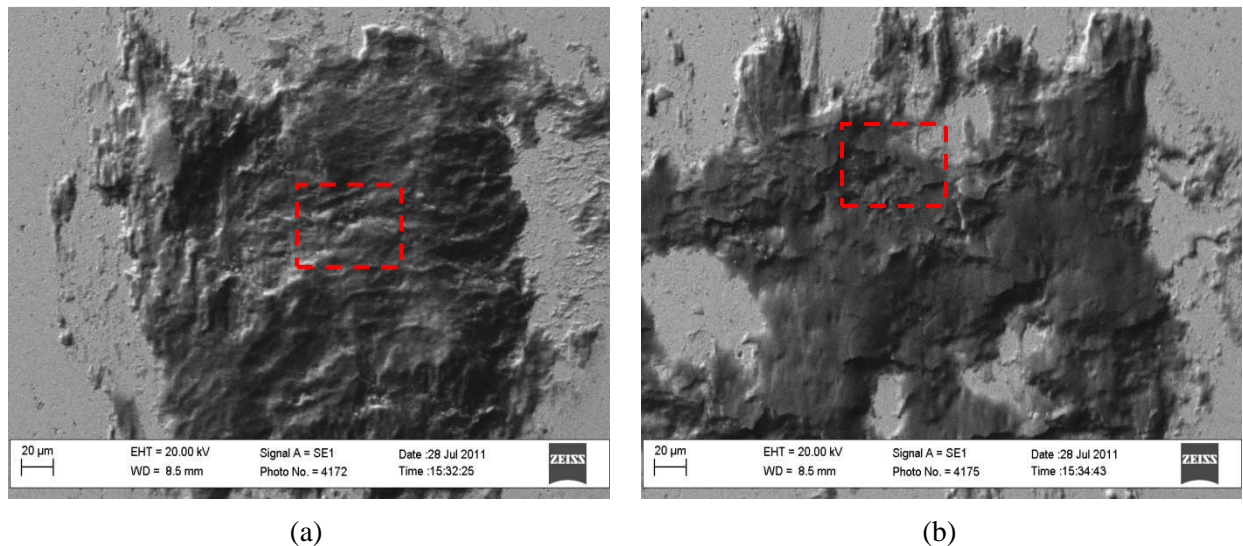 20 µm
EHT = 20.00 kV
Signal A = SE1
Date :28 Jul 2011
WD = 8.5 mm
Photo No. = 4172
Time :15:32:25
ZEISS
20 µm
EHT = 20.00 kV
Signal A = SE1
Date :28 Jul 2011
WD = 8.5 mm
Photo No. = 4175
Time :15:34:43
ZEISS
(a)
(b)